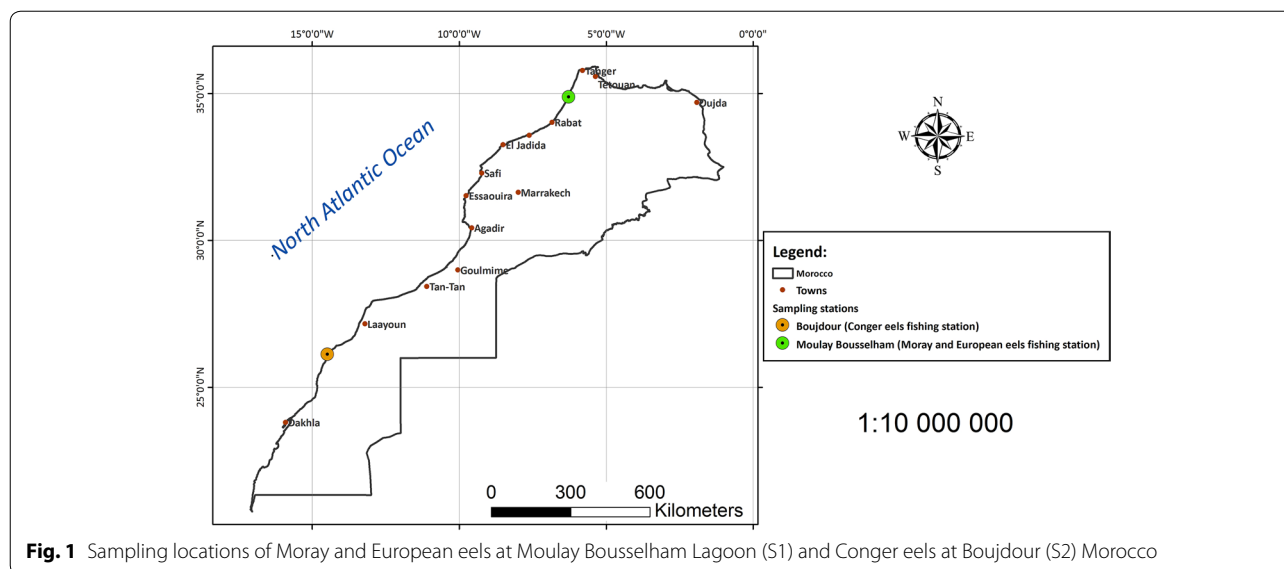 15°0'0"W 10°0'0"W 5°0'0"W 0°0'0"
35°0'0"N
30°0'0"N
25°0'0"N
North Atlantic Ocean
Tanger
Tetouan
Oujda
Rabat
El Jadida
Safi
Marrakech
Essaouira
Agadir
Goulmime
Tan-Tan
Laayoun
Dakhla
0 300 600
Kilometers
N
W E
S
Legend:
Morocco
Towns
Sampling stations
Boujdour (Conger eels fishing station)
Moulay Bousselham (Moray and European eels fishing station)
1:10 000 000
Fig. 1 Sampling locations of Moray and European eels at Moulay Bousselham Lagoon (S1) and Conger eels at Boujdour (S2) Morocco